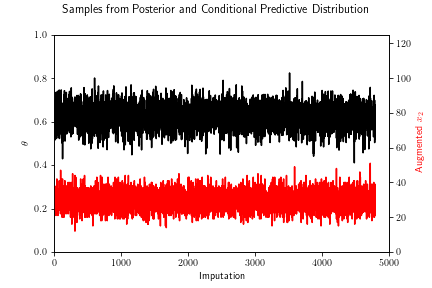 Samples from Posterior and Conditional Predictive Distribution
1.0
0.8
0.6
0.4
0.2
0.0
θ
120
100
80
60
40
20
0
Augmented x₂
0 1000 2000 3000 4000 5000
Imputation